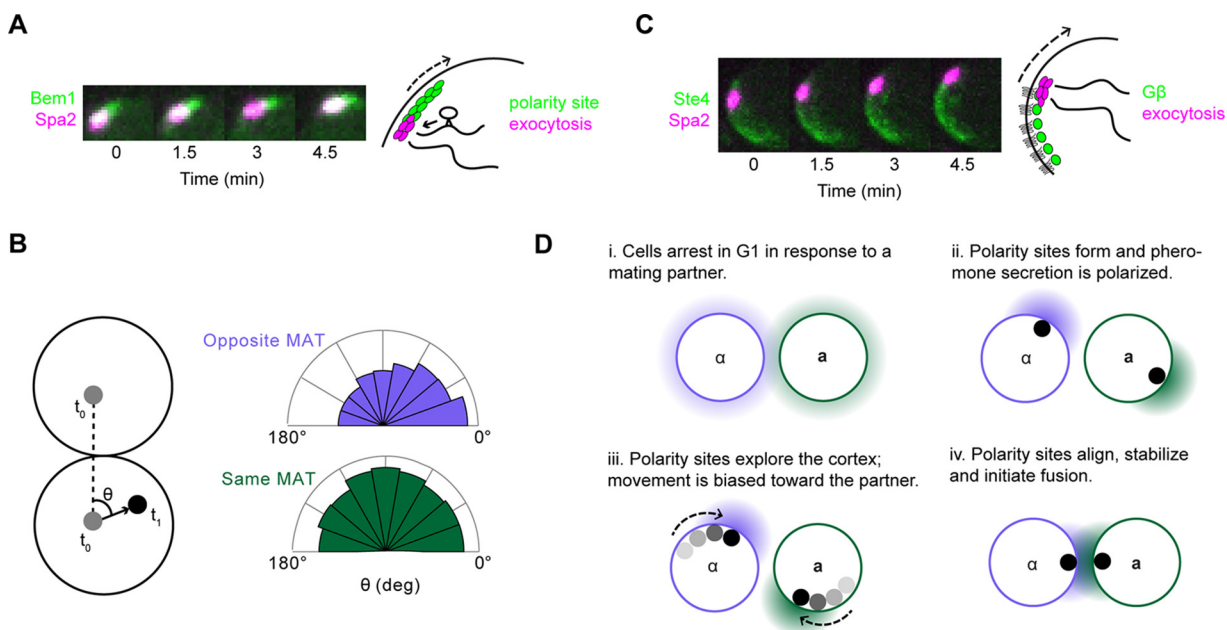 A
Bem1
Spa2
0
1.5
3
4.5
Time (min)
polarity site
exocytosis
C
Ste4
Spa2
0
1.5
3
4.5
Time (min)
Gβ
exocytosis
B
t0
t0
θ
t1
Opposite MAT
180°
0°
Same MAT
180°
0°
θ (deg)
D
i. Cells arrest in G1 in response to a
mating partner.
α
a
ii. Polarity sites form and phero-
mone secretion is polarized.
α
a
iii. Polarity sites explore the cortex;
movement is biased toward the partner.
α
a
iv. Polarity sites align, stabilize
and initiate fusion.
α
a